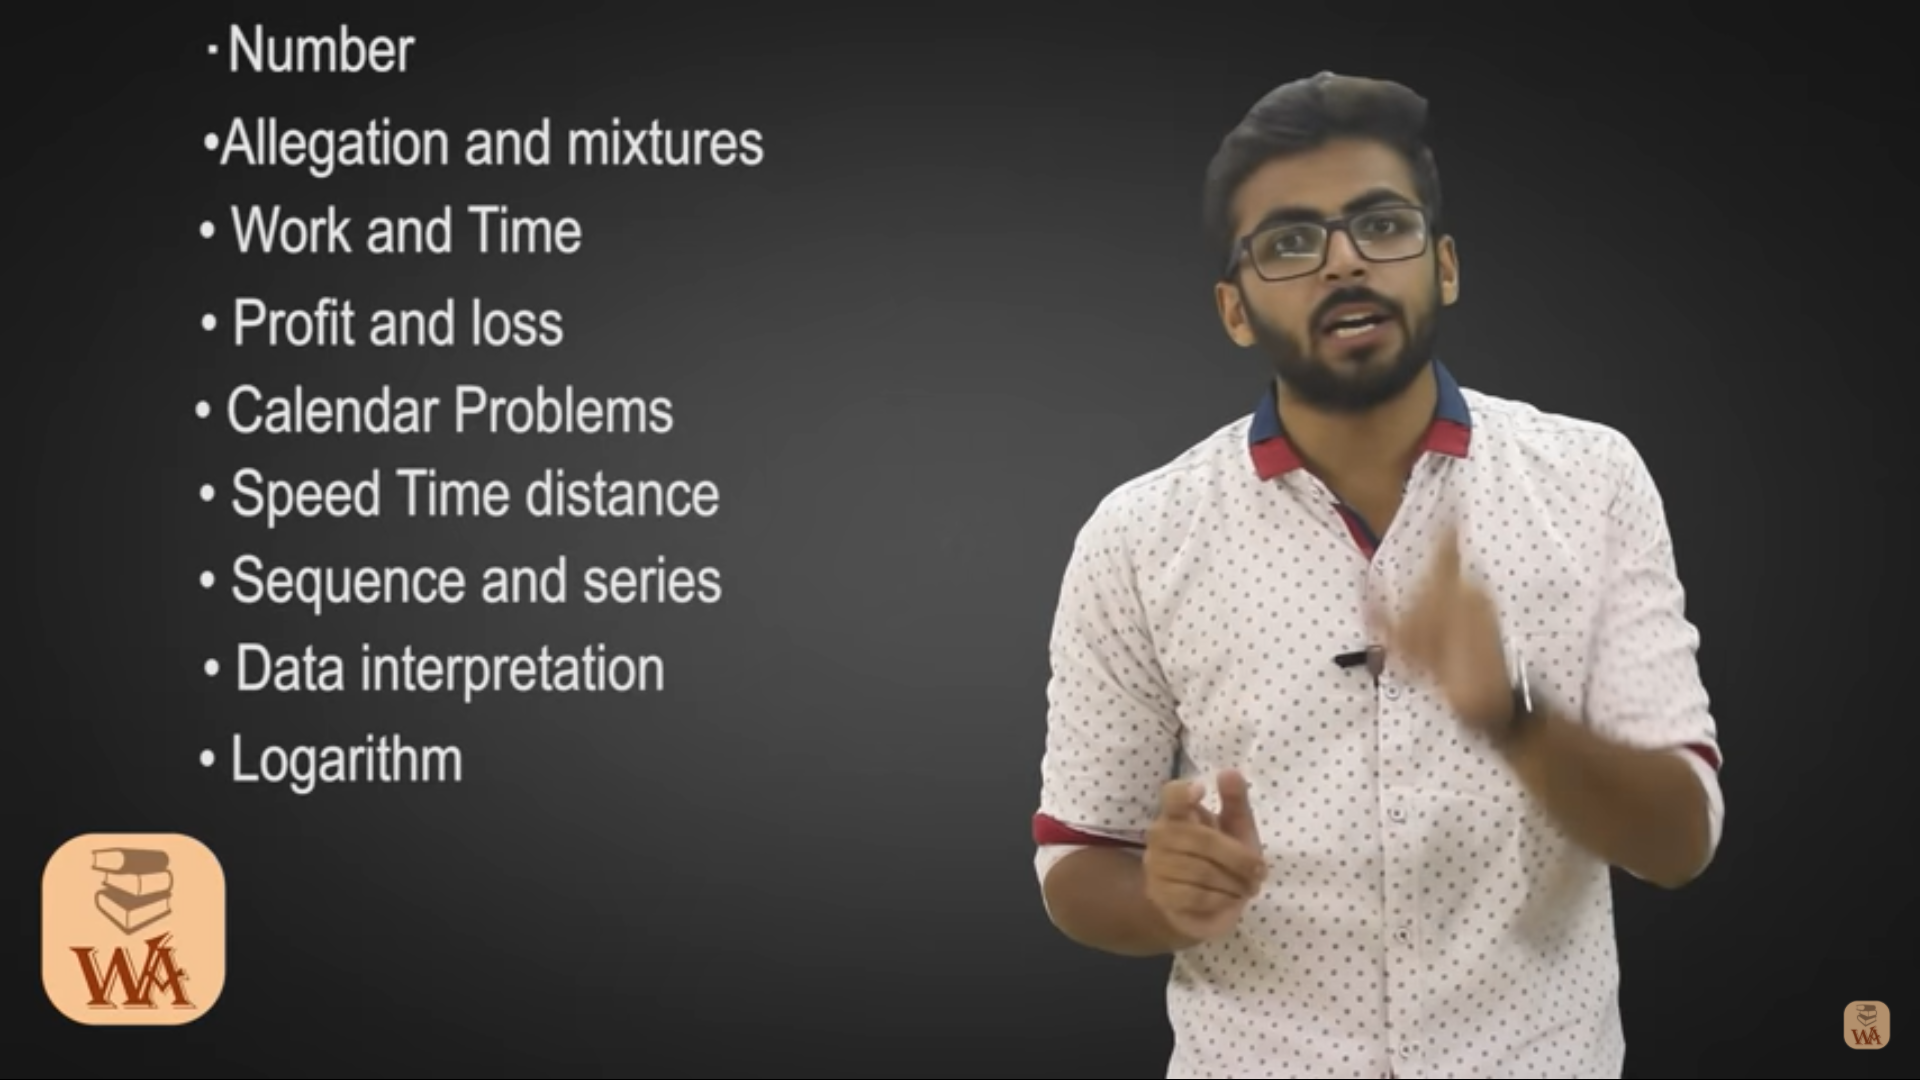 · Number
•Allegation and mixtures
• Work and Time
• Profit and loss
• Calendar Problems
• Speed Time distance
• Sequence and series
• Data interpretation
• Logarithm
WA
WA